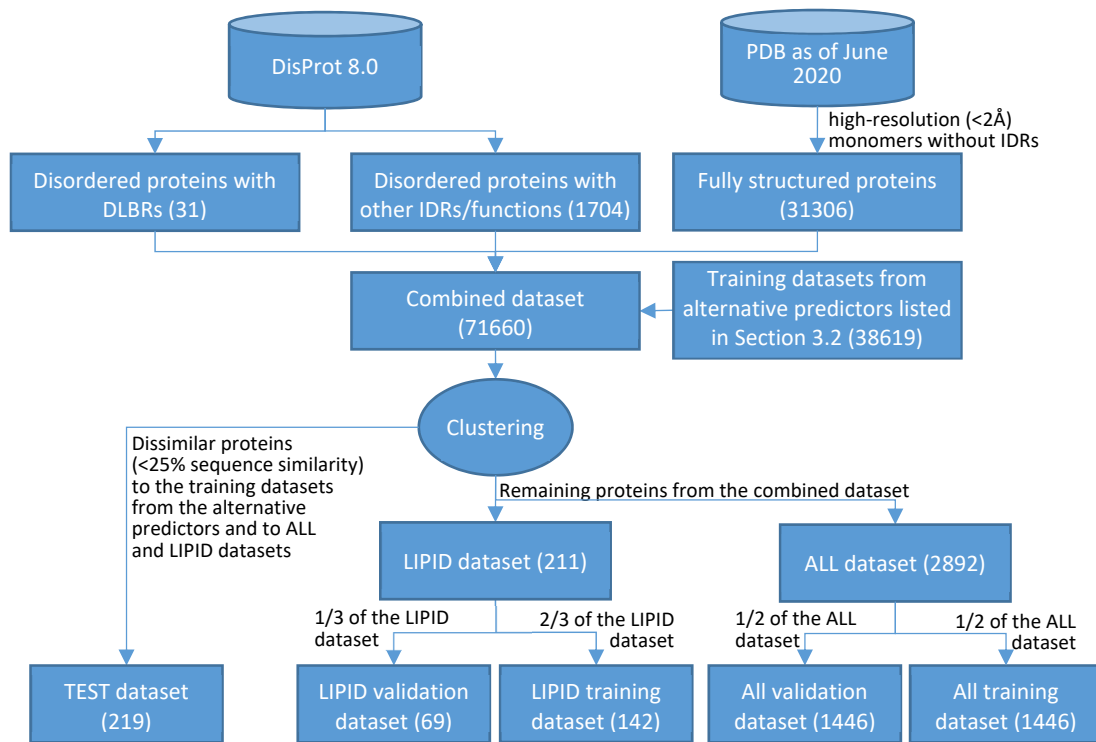 DisProt 8.0
PDB as of June
2020
high-resolution (<2Å)
monomers without IDRs
Disordered proteins with
DLBRs (31)
Disordered proteins with
other IDRs/functions (1704)
Fully structured proteins
(31306)
Combined dataset
(71660)
Training datasets from
alternative predictors listed
in Section 3.2 (38619)
Clustering
Dissimilar proteins
(<25% sequence similarity)
to the training datasets
from the alternative
predictors and to ALL
and LIPID datasets
Remaining proteins from the combined dataset
LIPID dataset (211)
ALL dataset (2892)
1/3 of the LIPID
dataset
2/3 of the LIPID
dataset
1/2 of the ALL
dataset
1/2 of the ALL
dataset
TEST dataset
(219)
LIPID validation
dataset (69)
LIPID training
dataset (142)
All validation
dataset (1446)
All training
dataset (1446)